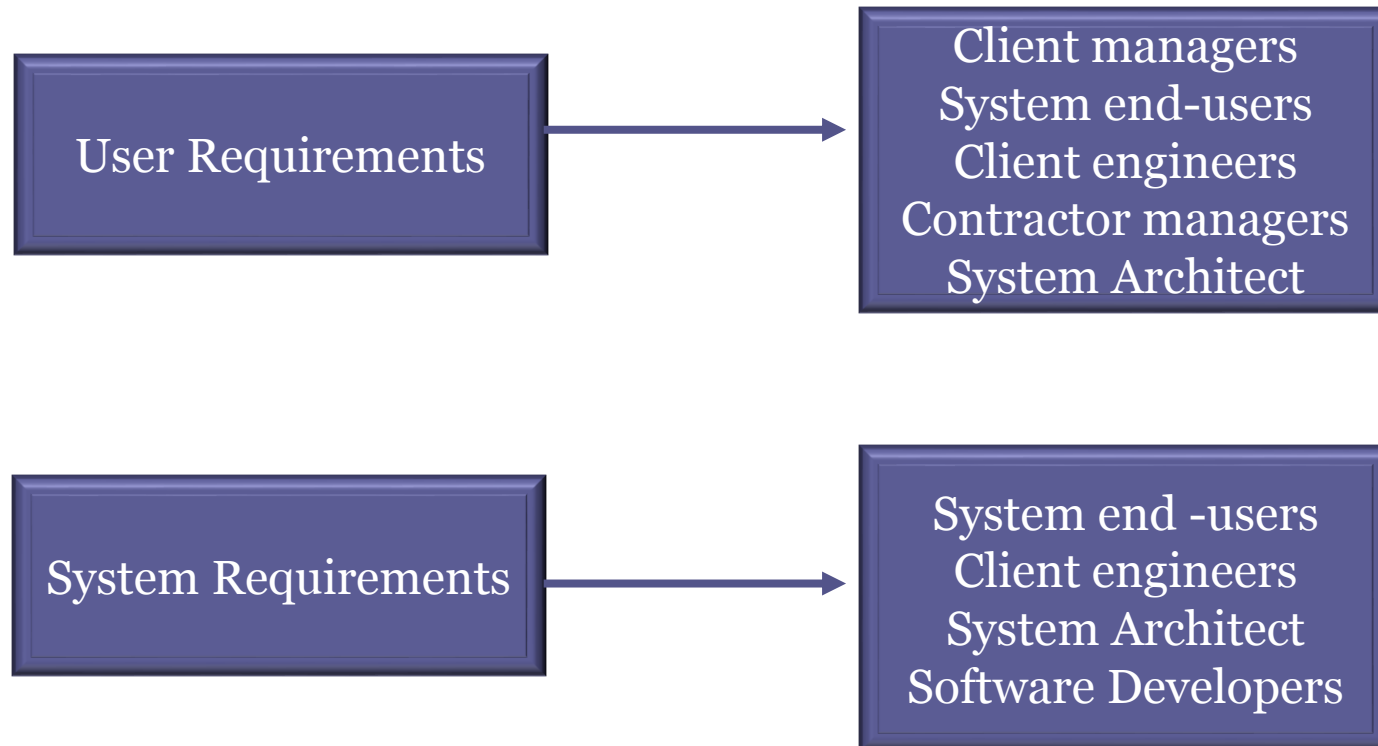 User Requirements
Client managers
System end-users
Client engineers
Contractor managers
System Architect
System Requirements
System end -users
Client engineers
System Architect
Software Developers